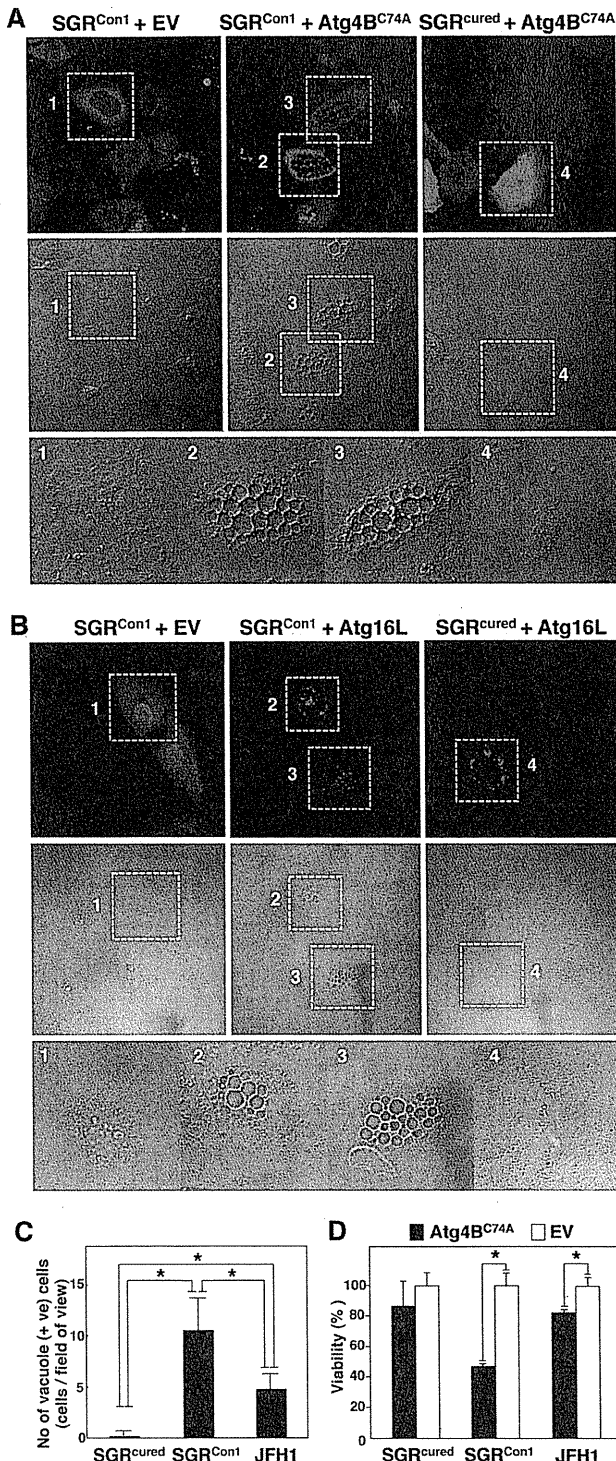 A
SGRCon1 + EV SGRCon1 + Atg4BC74A SGRcured + Atg4BC74A
1
3
2
4
1
3
2
4
1 2 3 4
B
SGRCon1 + EV SGRCon1 + Atg16L SGRcured + Atg16L
1
2
3
4
1
2
3
4
1 2 3 4
C
No of vacuole (+ ve) cells
(cells / field of view)
15
10
5
0
* * *
SGRcured SGRCon1 JFH1
D
Atg4BC74A EV
Viability (%)
100
80
60
40
20
0
* *
SGRcured SGRCon1 JFH1